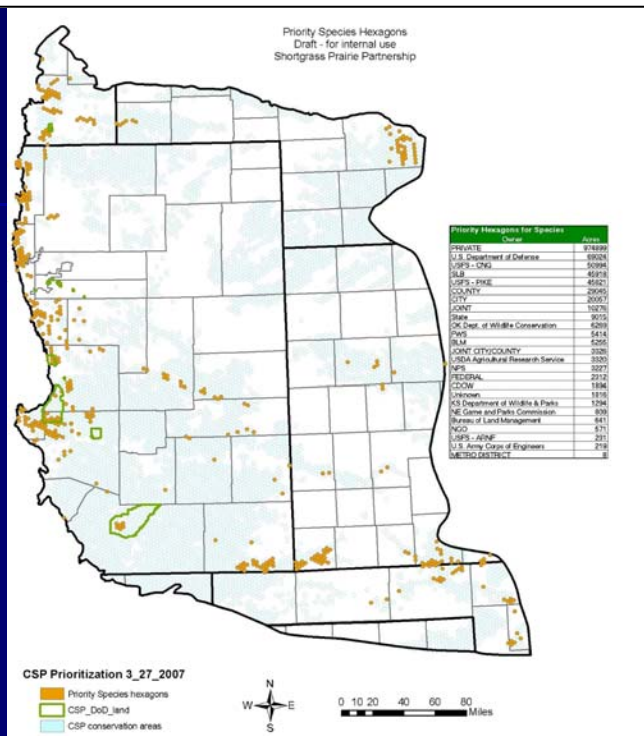 Priority Species Hexagons
Draft - for internal use
Shortgrass Prairie Partnership
Priority Hexagons for Species
Owner Acres
PRIVATE 974899
U.S. Department of Defense 69024
USFS - CNG 50994
SLB 45918
USFS - PIKE 45821
COUNTY 29045
CITY 20057
JOINT 10276
State 9015
OK Dept. of Wildlife Conservation 6269
FWS 5414
BLM 5255
JOINT CITY/COUNTY 3326
USDA Agricultural Research Service 3320
NPS 3227
FEDERAL 2312
CDOW 1894
Unknown 1816
KS Department of Wildlife & Parks 1294
NE Game and Parks Commission 809
Bureau of Land Management 641
NGO 571
USFS - ARNF 231
U.S. Army Corps of Engineers 219
METRO DISTRICT 8
CSP Prioritization 3_27_2007
Priority Species hexagons
CSP_DoD_land
CSP conservation areas
N
W E
S
0 10 20 40 60 80
Miles